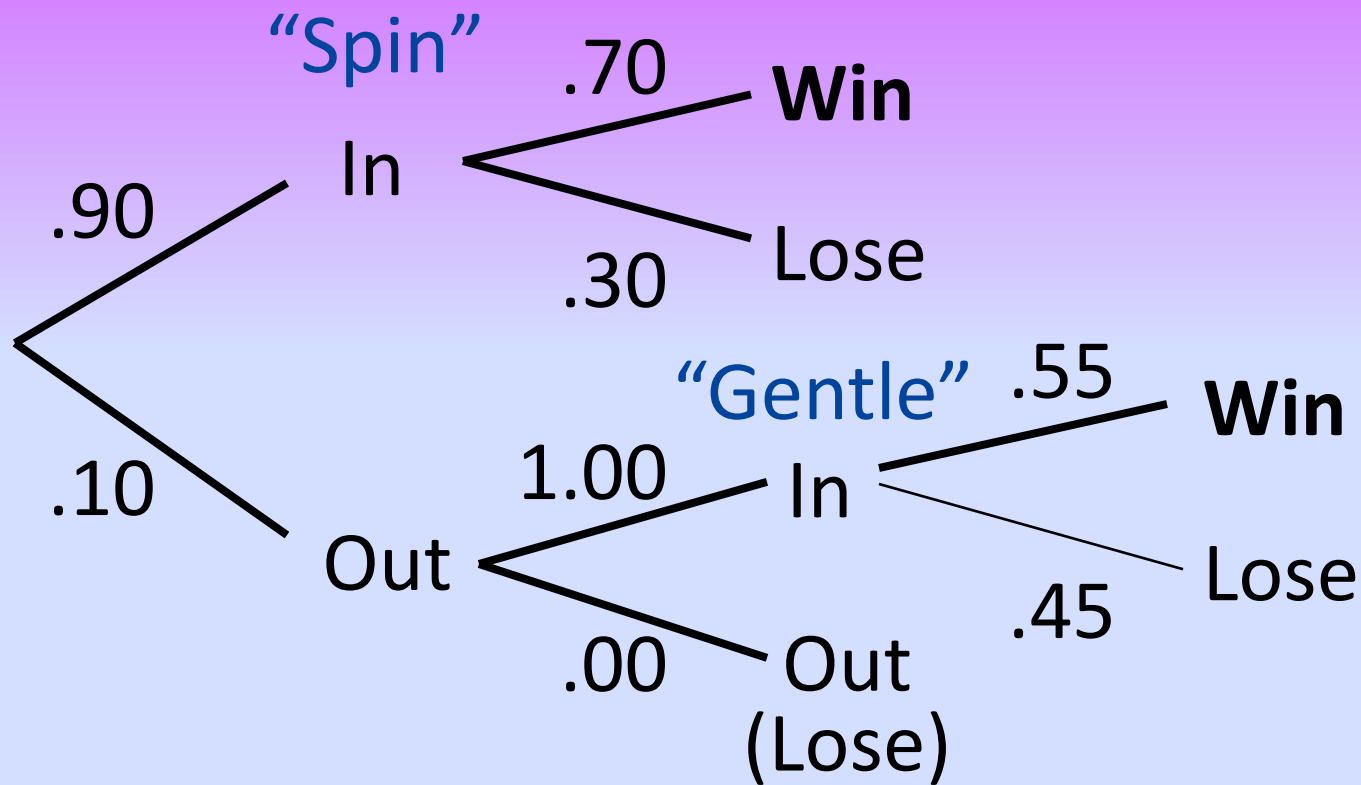 “Spin”
.70
Win
In
.90
Lose
.30
“Gentle”
.55
Win
1.00
In
.10
Out
Lose
.45
.00
Out
(Lose)